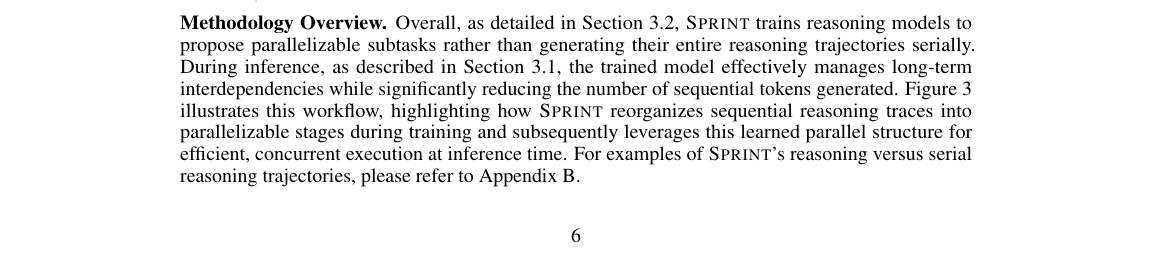 Methodology Overview. Overall, as detailed in Section 3.2, SPRINT trains reasoning models to
propose parallelizable subtasks rather than generating their entire reasoning trajectories serially.
During inference, as described in Section 3.1, the trained model effectively manages long-term
interdependencies while significantly reducing the number of sequential tokens generated. Figure 3
illustrates this workflow, highlighting how SPRINT reorganizes sequential reasoning traces into
parallelizable stages during training and subsequently leverages this learned parallel structure for
efficient, concurrent execution at inference time. For examples of SPRINT's reasoning versus serial
reasoning trajectories, please refer to Appendix B.
6